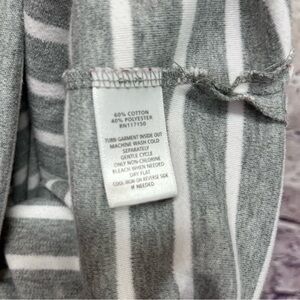 60% COTTON
40% POLYESTER
RN117150
TURN GARMENT INSIDE OUT
MACHINE WASH COLD
SEPARATELY
GENTLE CYCLE
ONLY NON-CHLORINE
BLEACH WHEN NEEDED
DRY FLAT
COOL IRON ON REVERSE SIDE
IF NEEDED